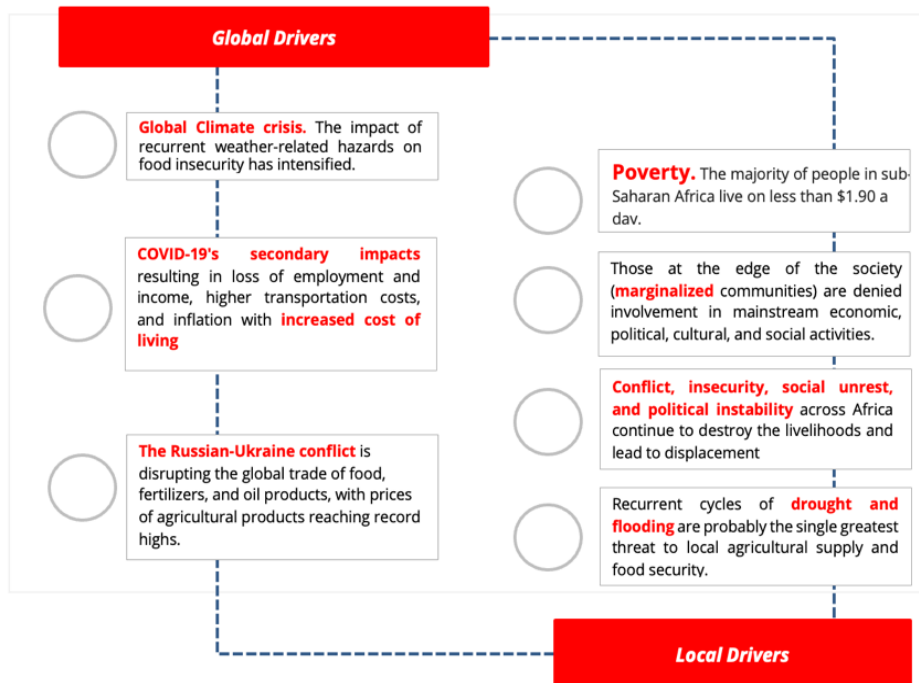 Global Drivers
Global Climate crisis. The impact of
recurrent weather-related hazards on
food insecurity has intensified.
COVID-19's secondary impacts
resulting in loss of employment and
income, higher transportation costs,
and inflation with increased cost of
living
The Russian-Ukraine conflict is
disrupting the global trade of food,
fertilizers, and oil products, with prices
of agricultural products reaching record
highs.
Poverty. The majority of people in sub-
Saharan Africa live on less than $1.90 a
day.
Those at the edge of the society
(marginalized communities) are denied
involvement in mainstream economic,
political, cultural, and social activities.
Conflict, insecurity, social unrest,
and political instability across Africa
continue to destroy the livelihoods and
lead to displacement
Recurrent cycles of drought and
flooding are probably the single greatest
threat to local agricultural supply and
food security.
Local Drivers